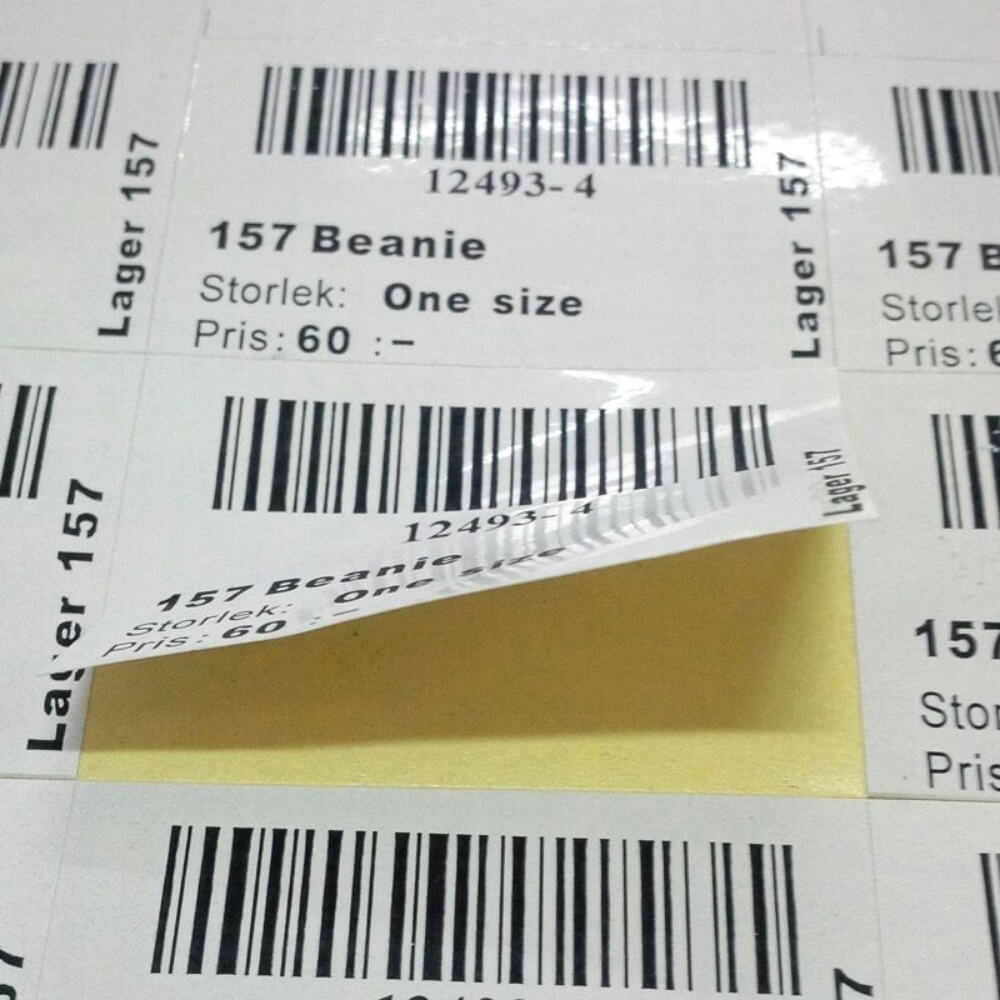 Lager 157
12493-4
157 Beanie
Storlek: One size
Pris: 60 :-
Lager 157
157 B
Storlek
Pris: 6
Lager 157
12493-4
157 Beanie
Storlek: One size
Pris: 60 :-
Lager 157
157
Stor
Pris